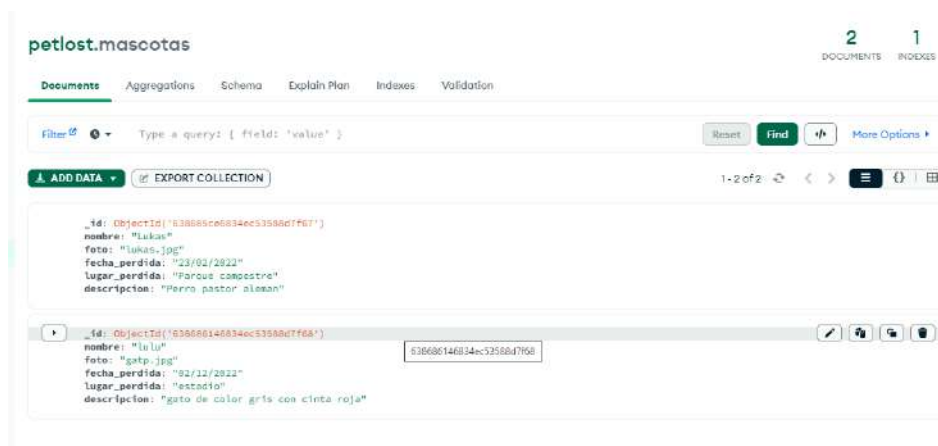 petlost.mascotas
2 1
DOCUMENTS INDEXES
Documents Aggregations Schema Explain Plan Indexes Validation
Filter Type a query: { field: 'value' } Reset Find </> More Options
ADD DATA EXPORT COLLECTION 1-2 of 2 {}
_id: ObjectId('638685ce6834ec53588d7f67')
nombre: "Lukas"
foto: "lukas.jpg"
fecha_perdida: "23/02/2022"
lugar_perdida: "Parque campestre"
descripcion: "Perro pastor aleman"
_id: ObjectId('638686146834ec53588d7f68')
nombre: "lulu"
638686146834ec53588d7f68
foto: "gatp.jpg"
fecha_perdida: "02/12/2022"
lugar_perdida: "estadio"
descripcion: "gato de color gris con cinta roja"